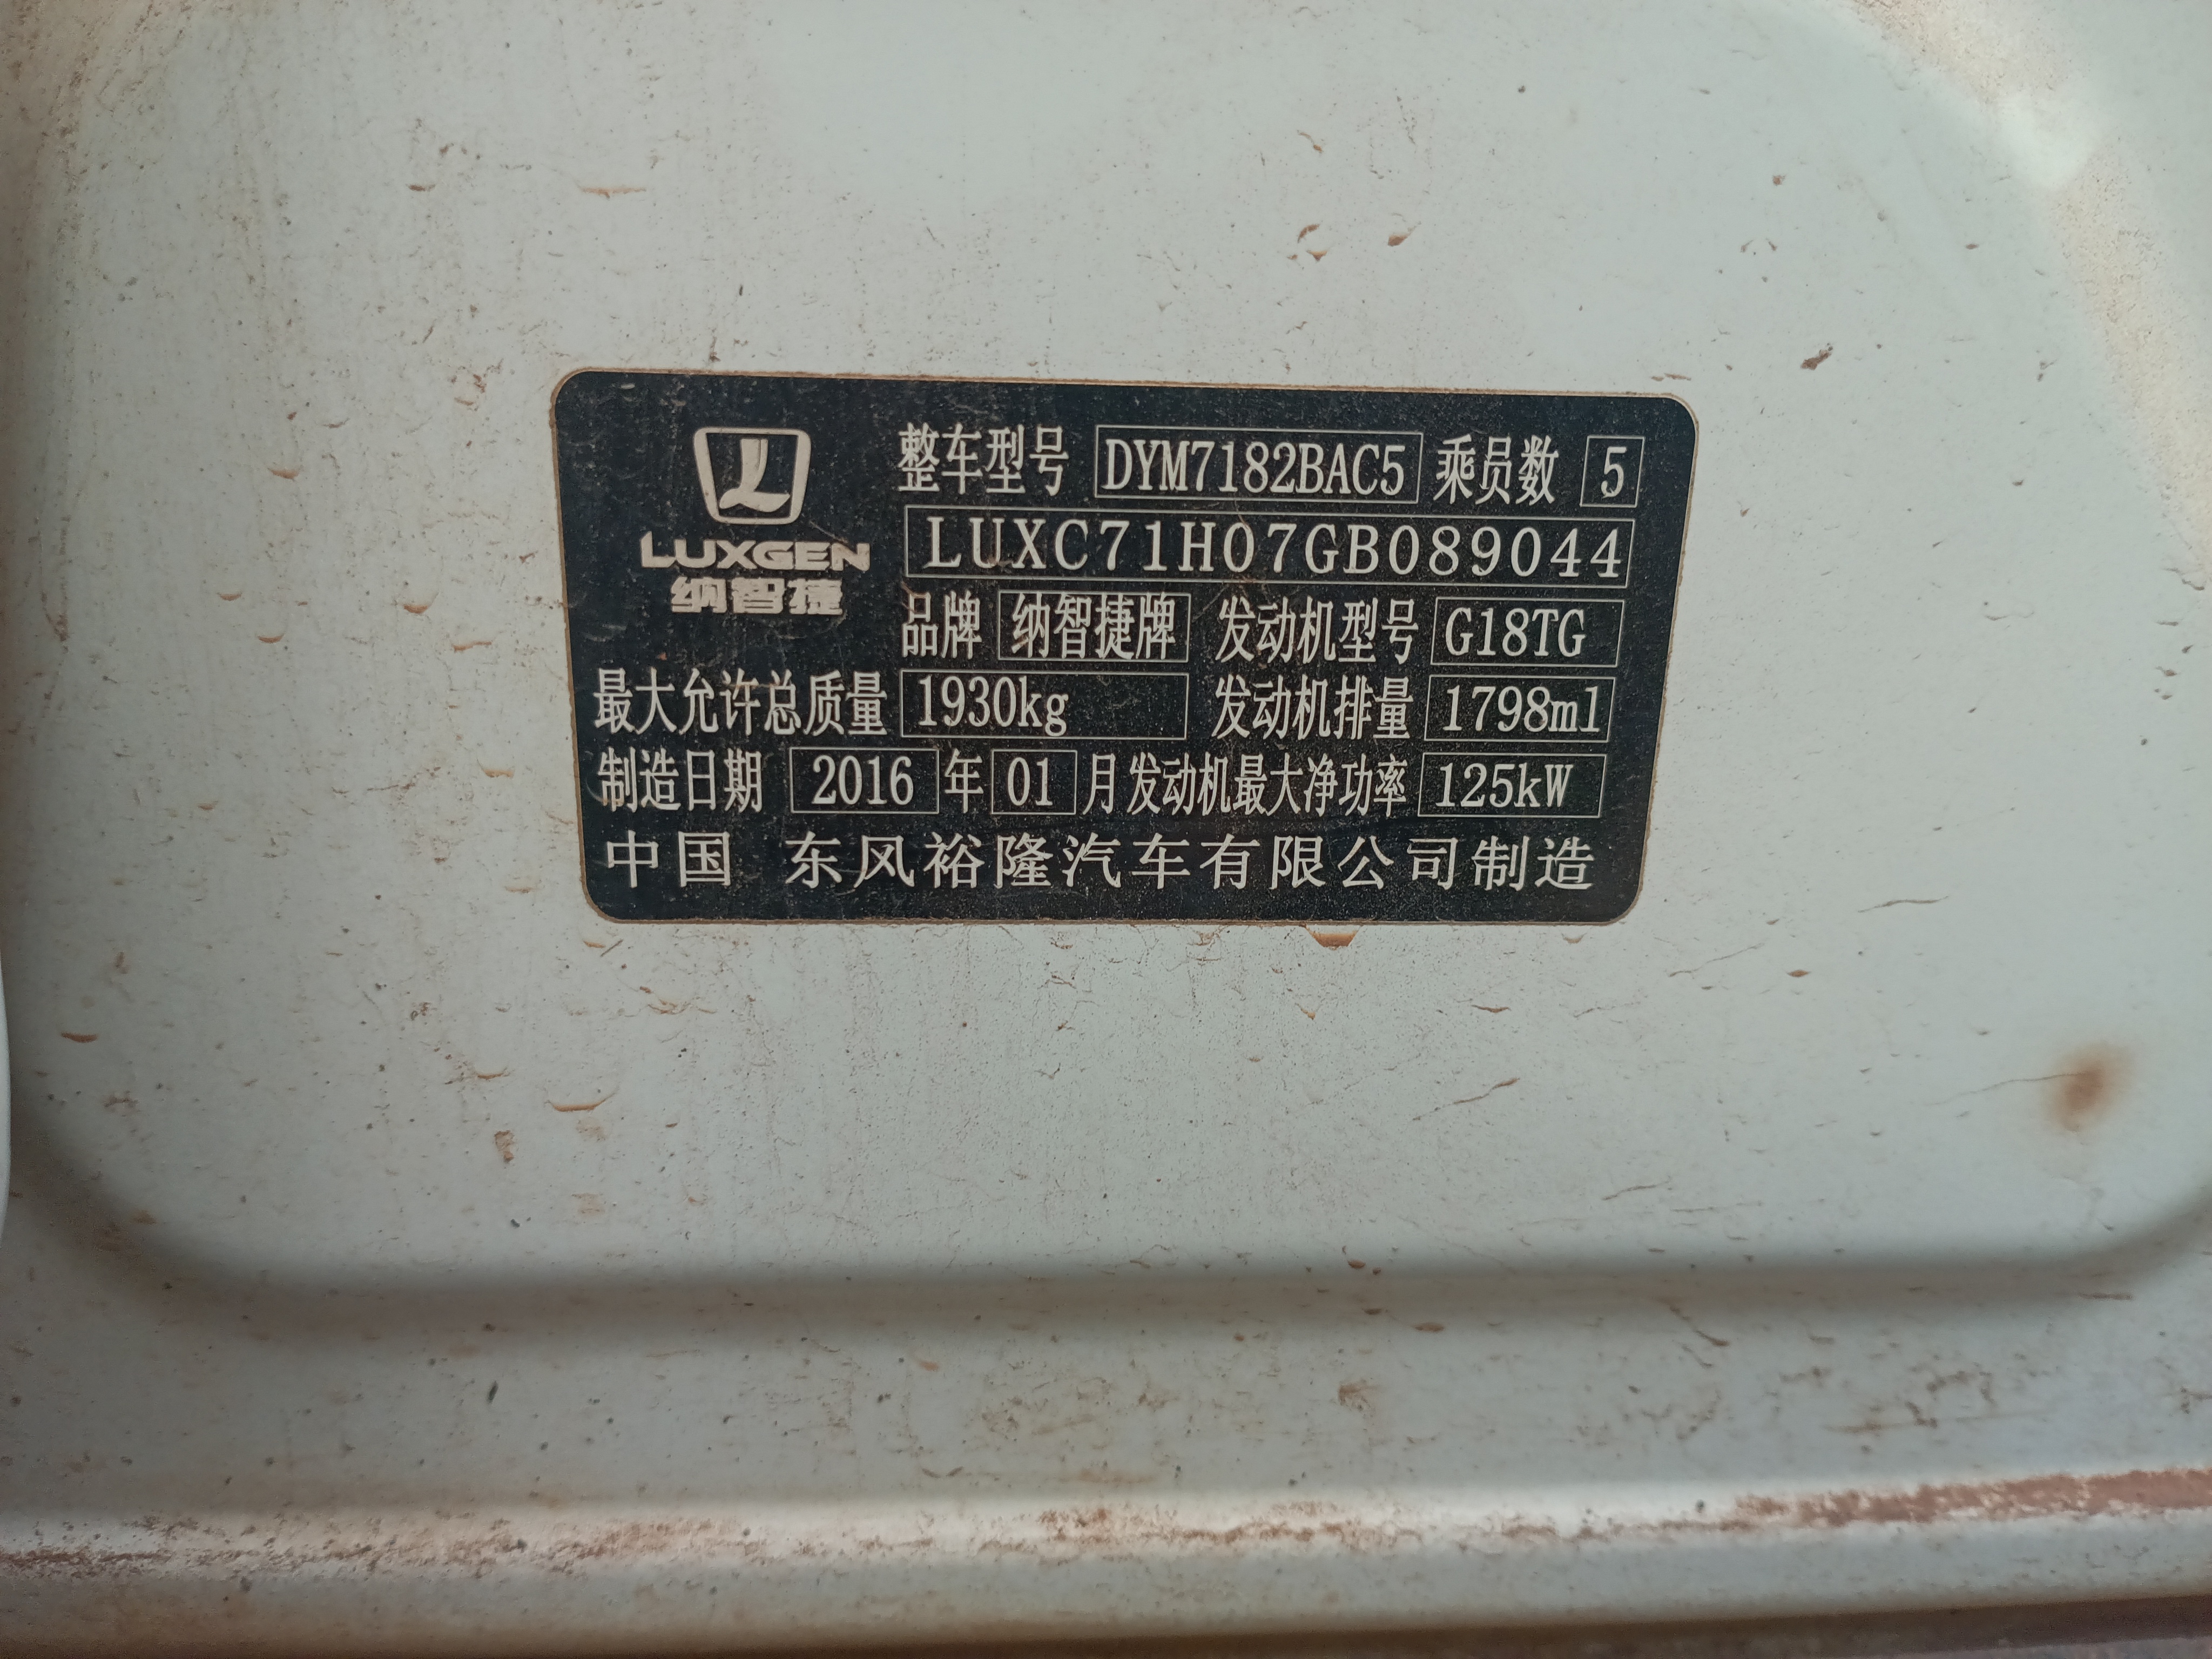 整车型号 DYM7182BAC5 乘员数 5
LUXGEN LUXC71H07GB089044
纳智捷
品牌 纳智捷牌 发动机型号 G18TG
最大允许总质量 1930kg 发动机排量 1798ml
制造日期 2016 年 01 月 发动机最大净功率 125kW
中国 东风裕隆汽车有限公司制造